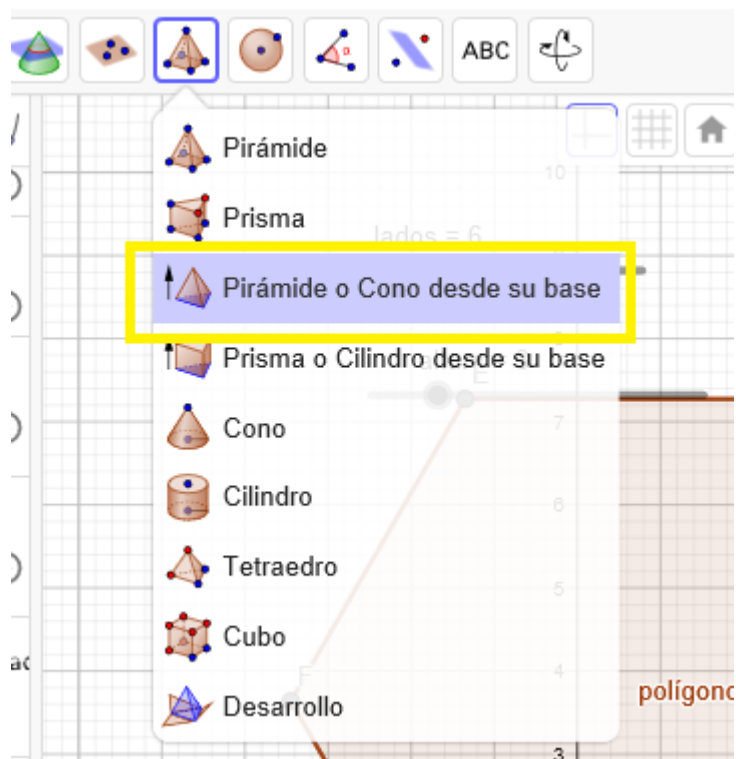 α
ABC
Pirámide
10
Prisma
lados = 6
Pirámide o Cono desde su base
Prisma o Cilindro desde su base
E
Cono
7
Cilindro
6
Tetraedro
5
Cubo
F
4
polígono
Desarrollo
3